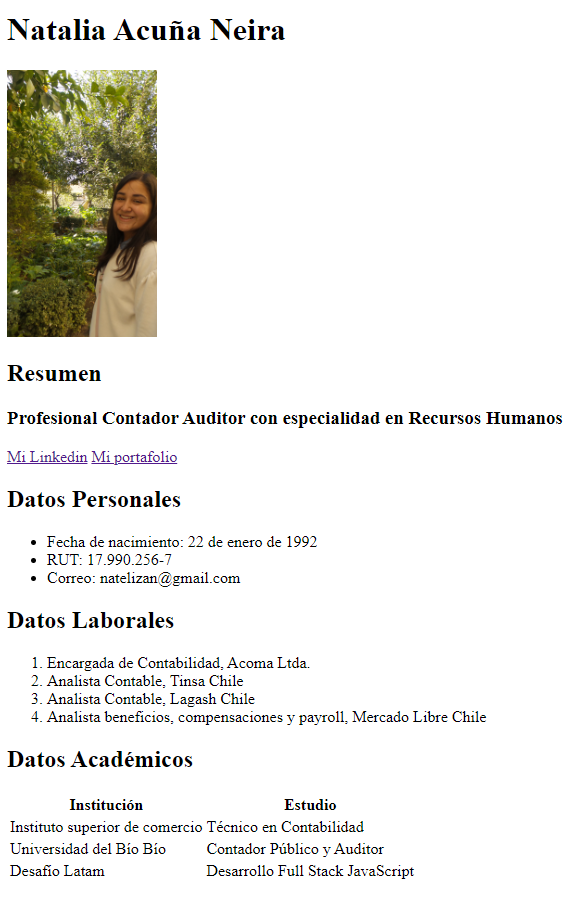 Natalia Acuña Neira
Resumen
Profesional Contador Auditor con especialidad en Recursos Humanos
Mi Linkedin Mi portafolio
Datos Personales
• Fecha de nacimiento: 22 de enero de 1992
• RUT: 17.990.256-7
• Correo: natelizan@gmail.com
Datos Laborales
1. Encargada de Contabilidad, Acoma Ltda.
2. Analista Contable, Tinsa Chile
3. Analista Contable, Lagash Chile
4. Analista beneficios, compensaciones y payroll, Mercado Libre Chile
Datos Académicos
Institución Estudio
Instituto superior de comercio Técnico en Contabilidad
Universidad del Bío Bío Contador Público y Auditor
Desafío Latam Desarrollo Full Stack JavaScript